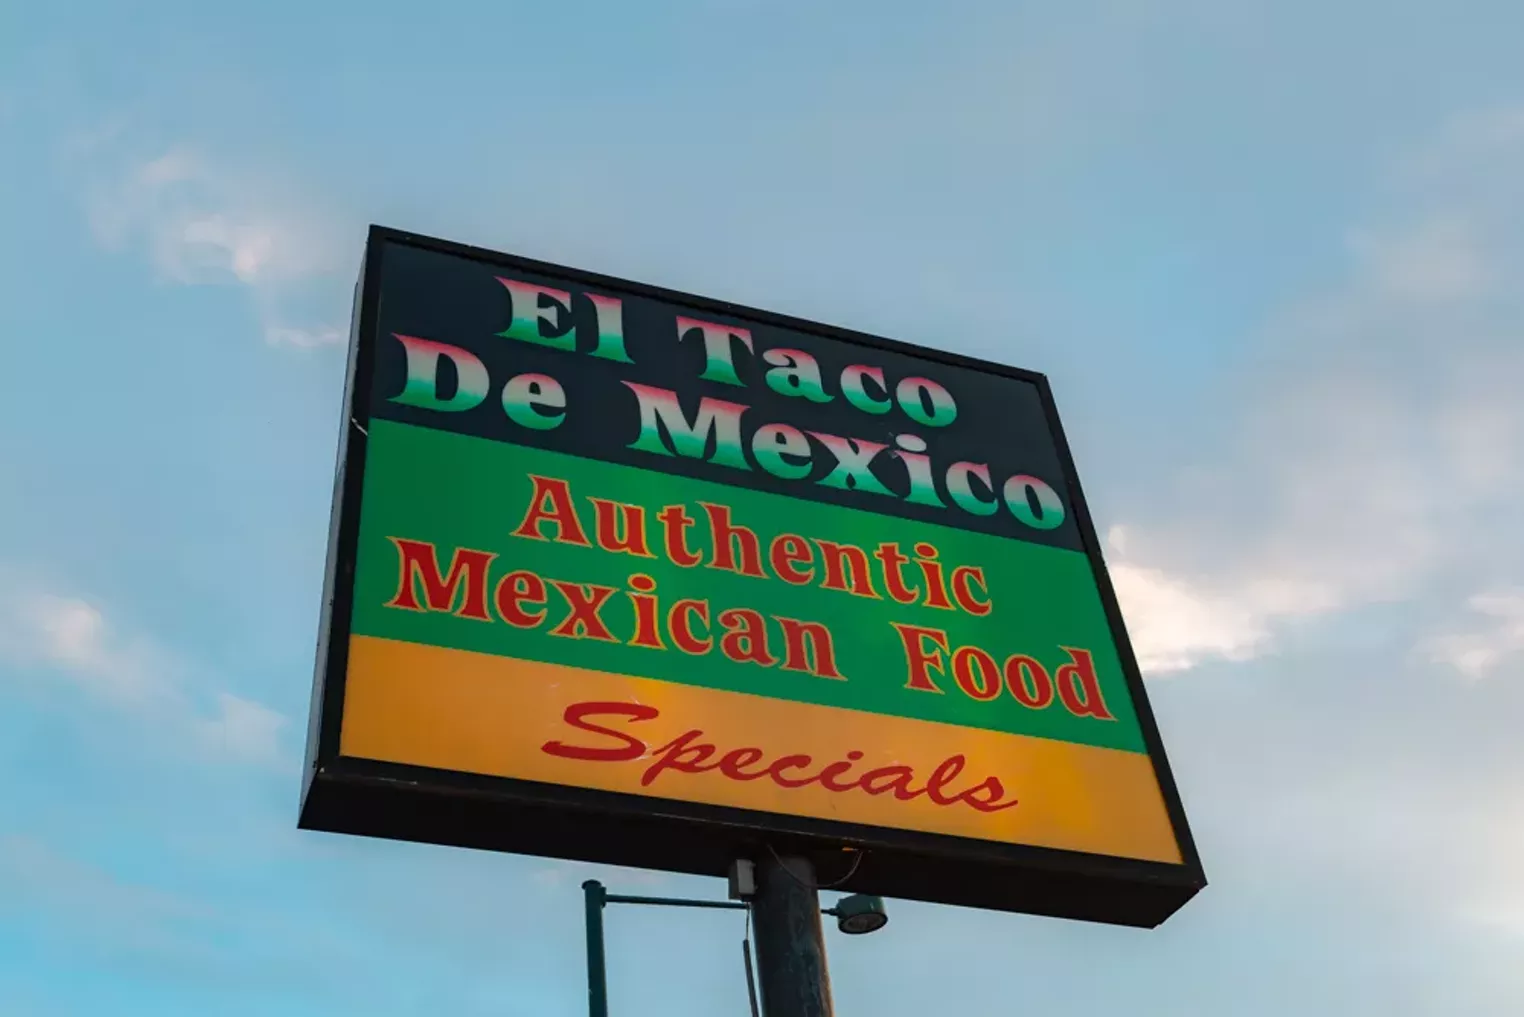 El Taco
De Mexico
Authentic
Mexican Food
Specials